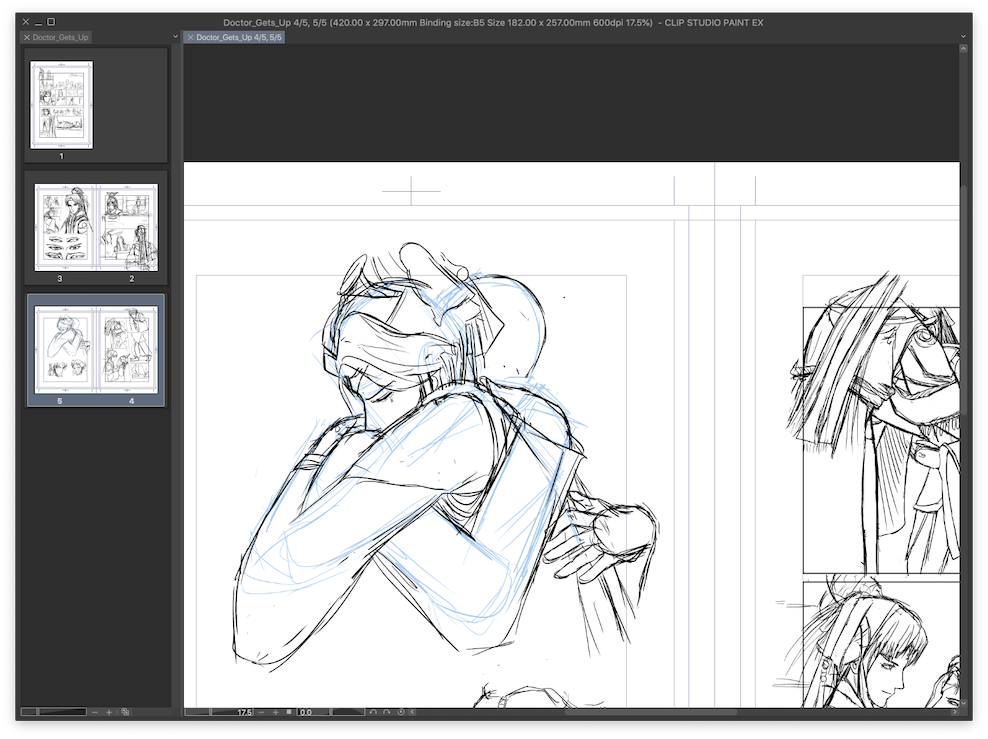 Doctor_Gets_Up 4/5, 5/5 (420.00 x 297.00mm Binding size:B5 Size 182.00 x 257.00mm 600dpi 17.5%) - CLIP STUDIO PAINT EX
Doctor_Gets_Up
Doctor_Gets_Up 4/5, 5/5
1
3 2
5 4
17.5 0.0